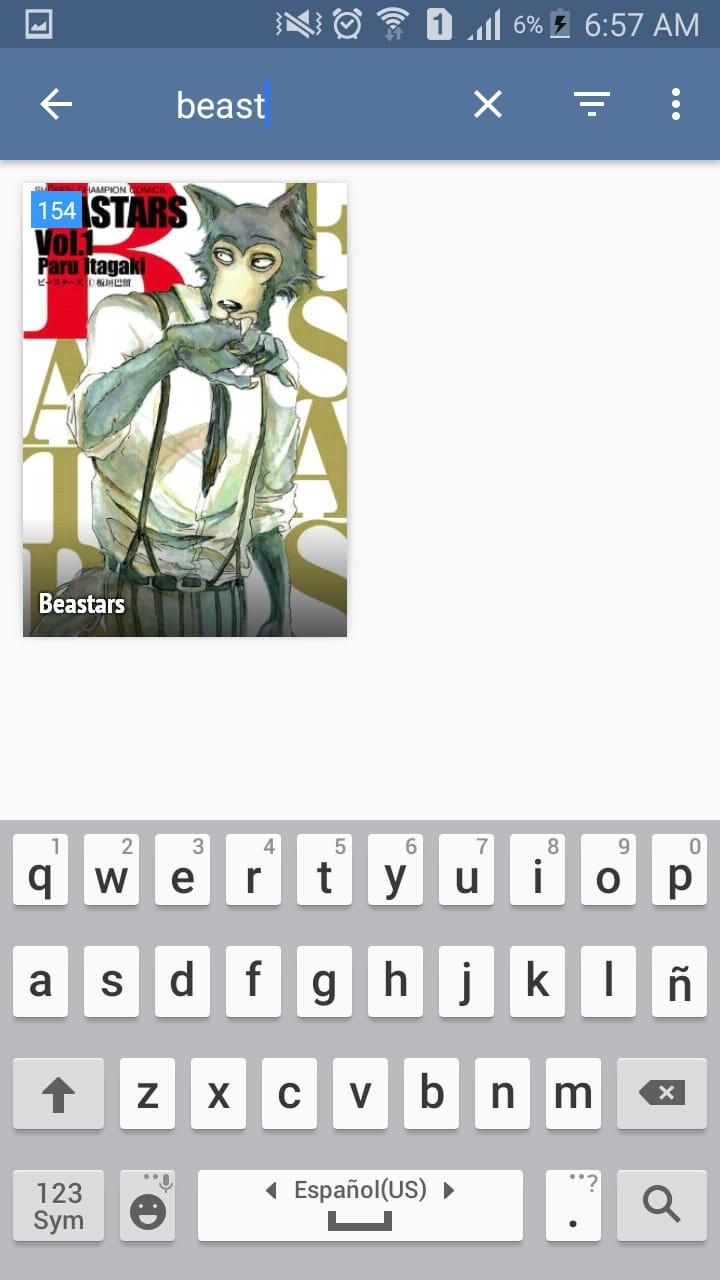 1 6% 6:57 AM
beast
SHONEN CHAMPION COMICS
154
BEASTARS
Vol.1
Paru Itagaki
ビースターズ ① 板垣巴留
Beastars
1 2 3 4 5 6 7 8 9 0
q w e r t y u i o p
a s d f g h j k l ñ
z x c v b n m
123
Sym
Español(US)
. ?